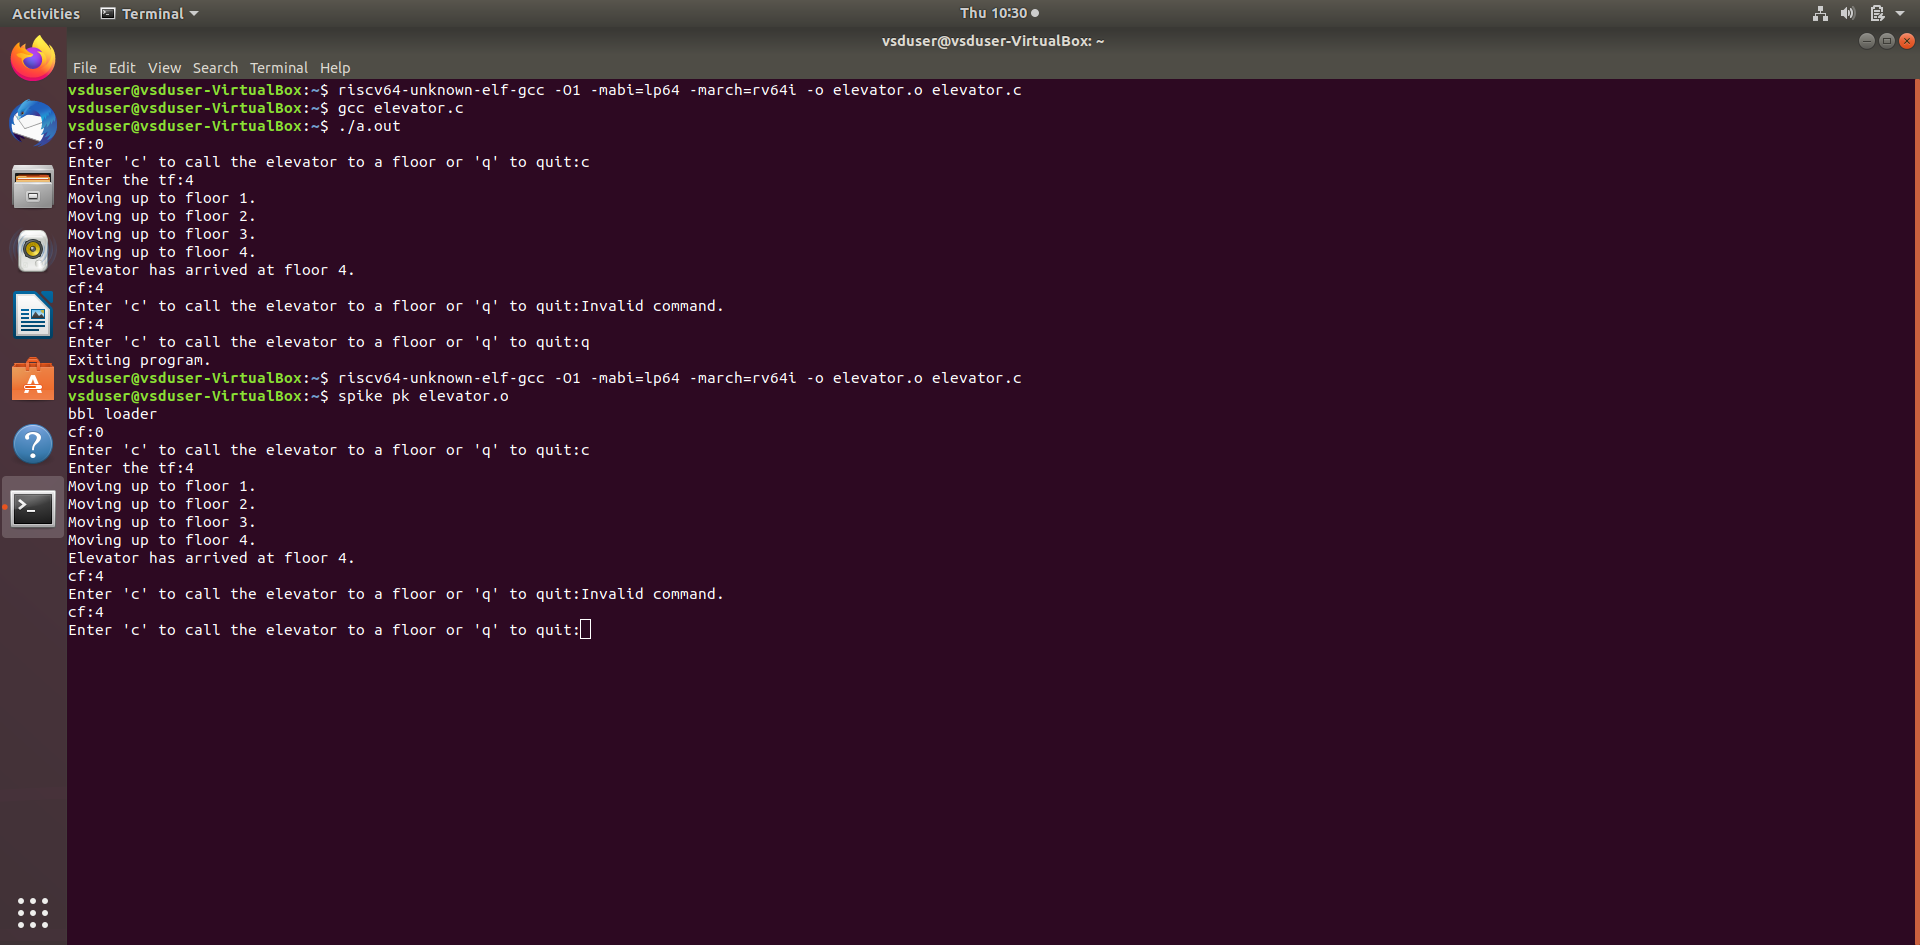 Activities Terminal Thu 10:30
vsduser@vsduser-VirtualBox: ~
File Edit View Search Terminal Help
vsduser@vsduser-VirtualBox:~$ riscv64-unknown-elf-gcc -O1 -mabi=lp64 -march=rv64i -o elevator.o elevator.c
vsduser@vsduser-VirtualBox:~$ gcc elevator.c
vsduser@vsduser-VirtualBox:~$ ./a.out
cf:0
Enter 'c' to call the elevator to a floor or 'q' to quit:c
Enter the tf:4
Moving up to floor 1.
Moving up to floor 2.
Moving up to floor 3.
Moving up to floor 4.
Elevator has arrived at floor 4.
cf:4
Enter 'c' to call the elevator to a floor or 'q' to quit:Invalid command.
cf:4
Enter 'c' to call the elevator to a floor or 'q' to quit:q
Exiting program.
vsduser@vsduser-VirtualBox:~$ riscv64-unknown-elf-gcc -O1 -mabi=lp64 -march=rv64i -o elevator.o elevator.c
vsduser@vsduser-VirtualBox:~$ spike pk elevator.o
bbl loader
cf:0
Enter 'c' to call the elevator to a floor or 'q' to quit:c
Enter the tf:4
Moving up to floor 1.
Moving up to floor 2.
Moving up to floor 3.
Moving up to floor 4.
Elevator has arrived at floor 4.
cf:4
Enter 'c' to call the elevator to a floor or 'q' to quit:Invalid command.
cf:4
Enter 'c' to call the elevator to a floor or 'q' to quit: